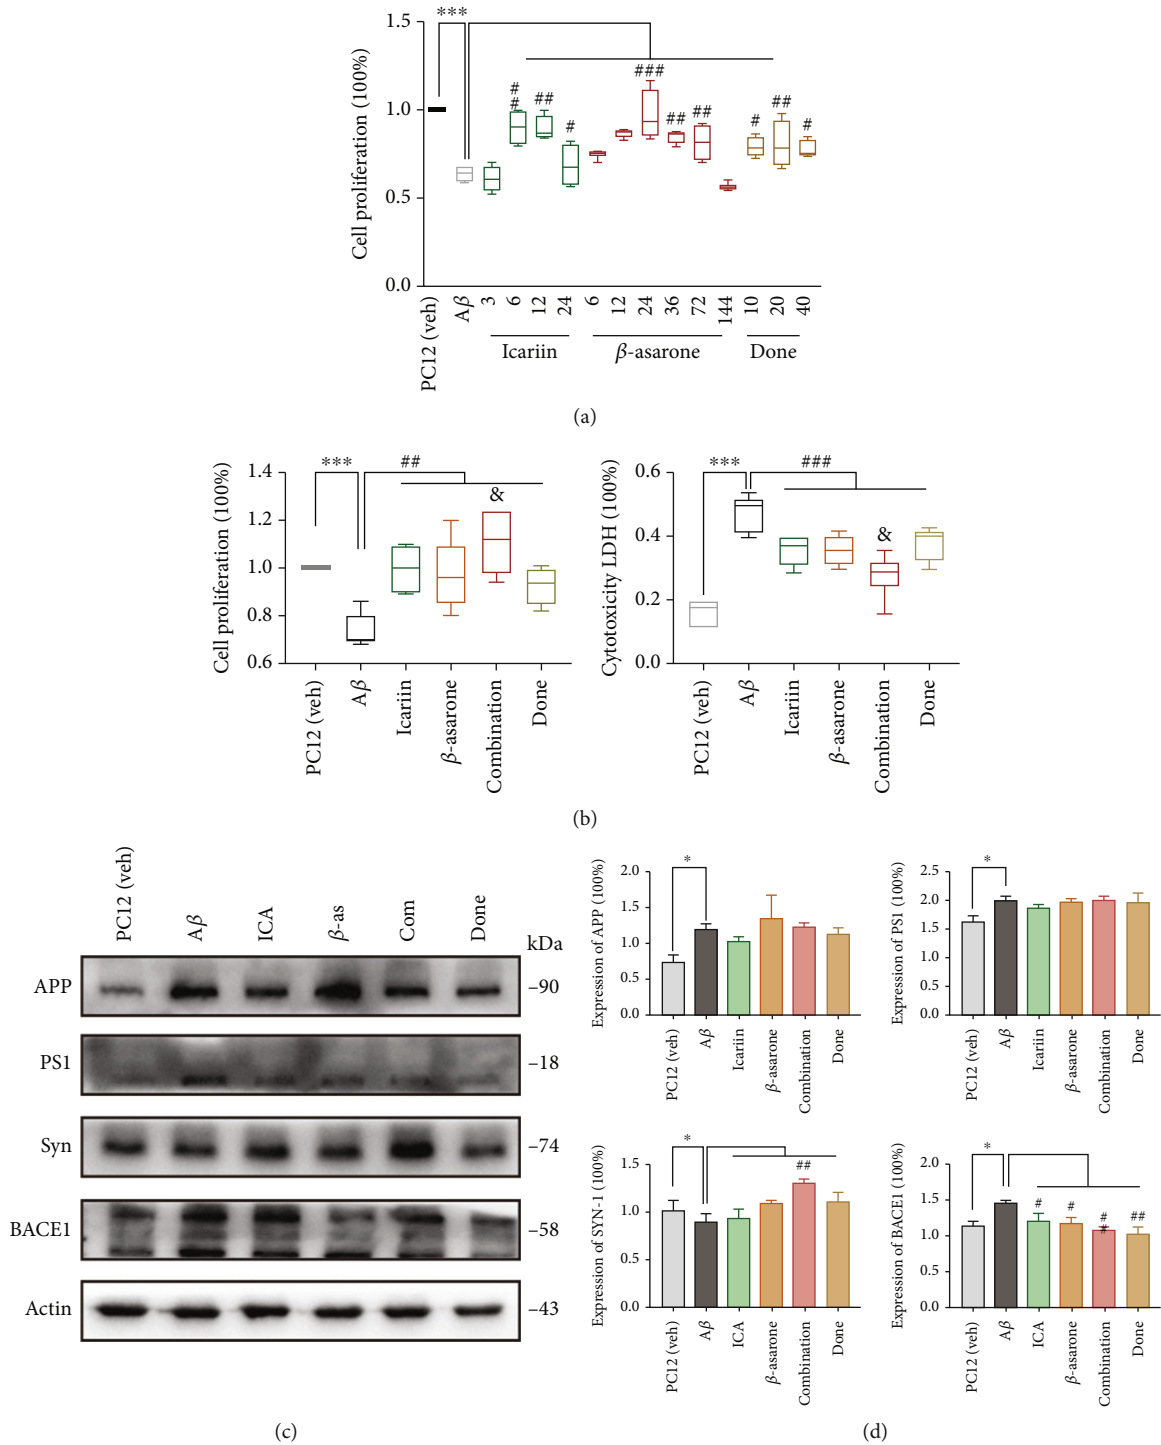 Cell proliferation (100%)
1.5
1.0
0.5
0.0
***
#
#
##
#
###
##
##
#
##
#
PC12 (veh)
Aβ
3
6
12
24
6
12
24
36
72
144
10
20
40
Icariin
β-asarone
Done
(a)
Cell proliferation (100%)
1.4
1.2
1.0
0.8
0.6
***
##
&
PC12 (veh)
Aβ
Icariin
β-asarone
Combination
Done
Cytotoxicity LDH (100%)
0.6
0.4
0.2
0.0
***
###
&
PC12 (veh)
Aβ
Icariin
β-asarone
Combination
Done
(b)
PC12 (veh)
Aβ
ICA
β-as
Com
Done
kDa
APP
–90
PS1
–18
Syn
–74
BACE1
–58
Actin
–43
(c)
Expression of APP (100%)
2.0
1.5
1.0
0.5
0.0
*
PC12 (veh)
Aβ
Icariin
β-asarone
Combination
Done
Expression of PS1 (100%)
2.5
2.0
1.5
1.0
0.5
0.0
*
PC12 (veh)
Aβ
Icariin
β-asarone
Combination
Done
Expression of SYN-1 (100%)
1.5
1.0
0.5
0.0
*
##
PC12 (veh)
Aβ
ICA
β-asarone
Combination
Done
Expression of BACE1 (100%)
2.0
1.5
1.0
0.5
0.0
*
#
#
#
#
##
PC12 (veh)
Aβ
ICA
β-asarone
Combination
Done
(d)